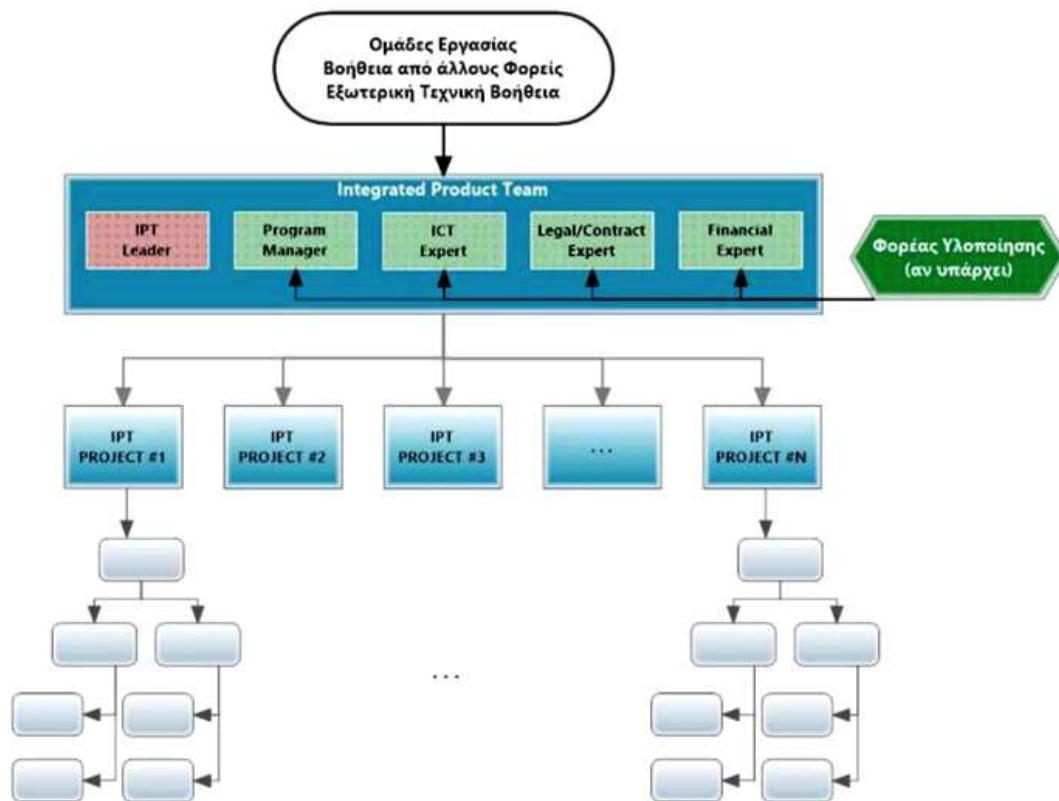 Ομάδες Εργασίας
Βοήθεια από άλλους Φορείς
Εξωτερική Τεχνική Βοήθεια
Integrated Product Team
IPT
Leader
Program
Manager
ICT
Expert
Legal/Contract
Expert
Financial
Expert
Φορέας Υλοποίησης
(αν υπάρχει)
IPT
PROJECT #1
IPT
PROJECT #2
IPT
PROJECT #3
...
IPT
PROJECT #N
...